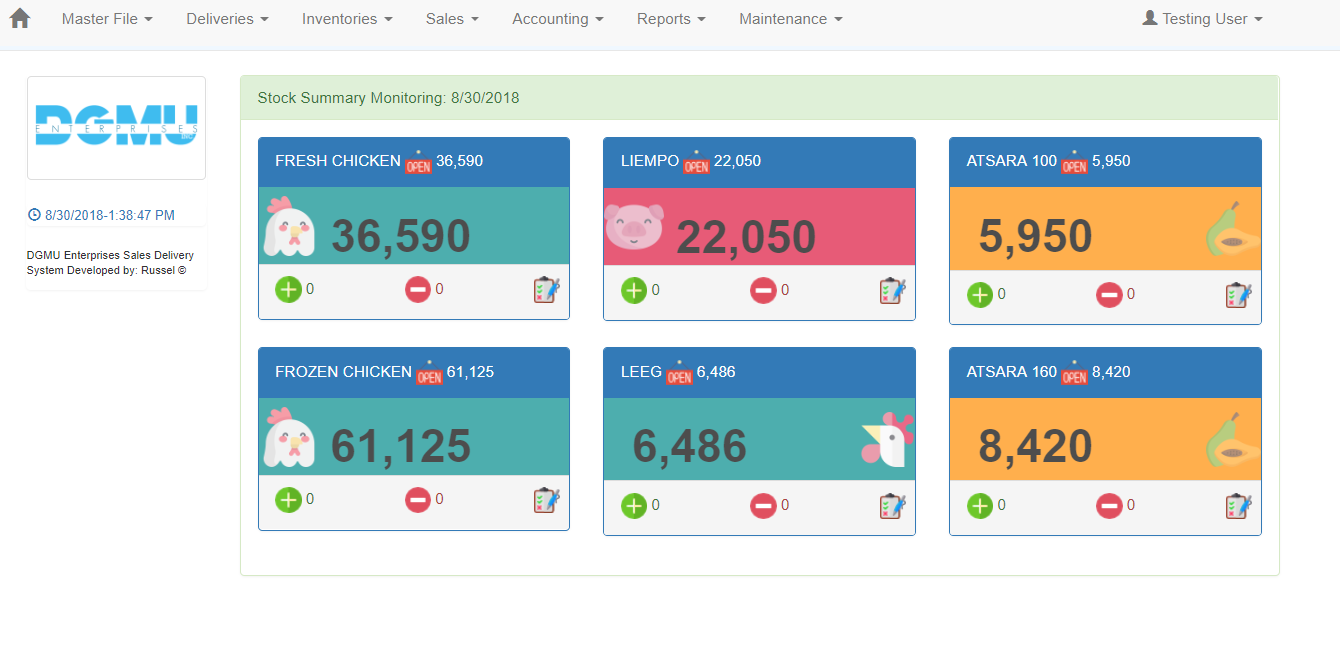 Master File Deliveries Inventories Sales Accounting Reports Maintenance Testing User
DGMU
ENTERPRISES
INC.
8/30/2018-1:38:47 PM
DGMU Enterprises Sales Delivery
System Developed by: Russel ©
Stock Summary Monitoring: 8/30/2018
FRESH CHICKEN OPEN 36,590
36,590
0 0
LIEMPO OPEN 22,050
22,050
0 0
ATSARA 100 OPEN 5,950
5,950
0 0
FROZEN CHICKEN OPEN 61,125
61,125
0 0
LEEG OPEN 6,486
6,486
0 0
ATSARA 160 OPEN 8,420
8,420
0 0